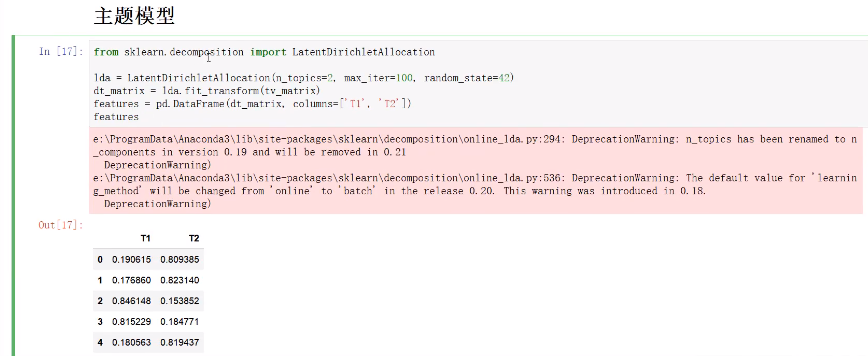 主题模型
In [17]:
from sklearn.decomposition import LatentDirichletAllocation
lda = LatentDirichletAllocation(n_topics=2, max_iter=100, random_state=42)
dt_matrix = lda.fit_transform(tv_matrix)
features = pd.DataFrame(dt_matrix, columns=['T1', 'T2'])
features
e:\ProgramData\Anaconda3\lib\site-packages\sklearn\decomposition\online_lda.py:294: DeprecationWarning: n_topics has been renamed to n
_components in version 0.19 and will be removed in 0.21
DeprecationWarning)
e:\ProgramData\Anaconda3\lib\site-packages\sklearn\decomposition\online_lda.py:536: DeprecationWarning: The default value for 'learni
ng_method' will be changed from 'online' to 'batch' in the release 0.20. This warning was introduced in 0.18.
DeprecationWarning)
Out[17]:
T1 T2
0 0.190615 0.809385
1 0.176860 0.823140
2 0.846148 0.153852
3 0.815229 0.184771
4 0.180563 0.819437